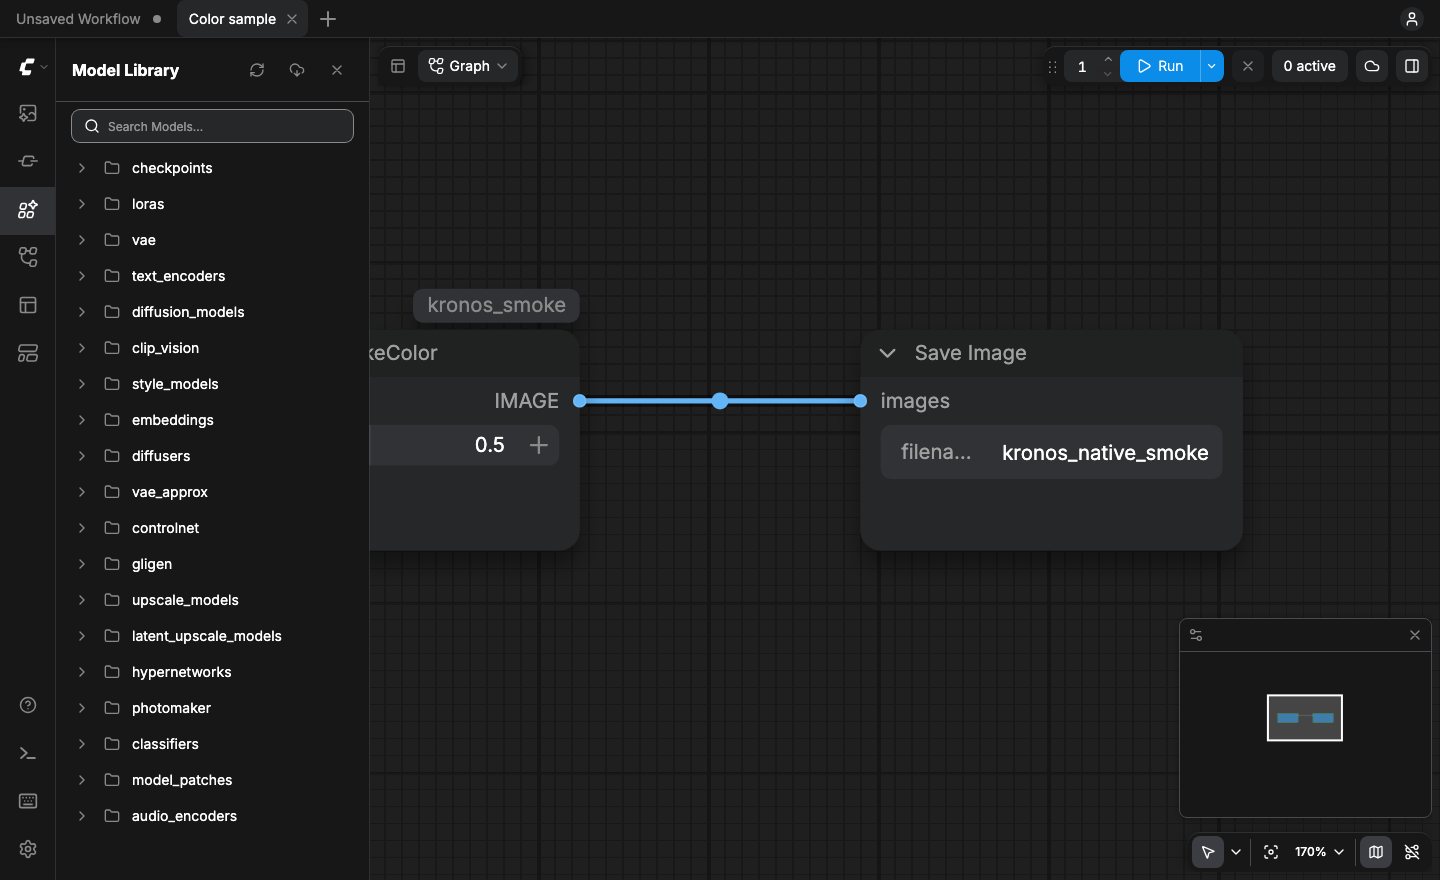 Unsaved Workflow
Color sample
Model Library
Graph
1
Run
0 active
Search Models...
checkpoints
loras
vae
text_encoders
diffusion_models
clip_vision
style_models
embeddings
diffusers
vae_approx
controlnet
gligen
upscale_models
latent_upscale_models
hypernetworks
photomaker
classifiers
model_patches
audio_encoders
kronos_smoke
keColor
IMAGE
0.5
Save Image
images
filena...
kronos_native_smoke
170%